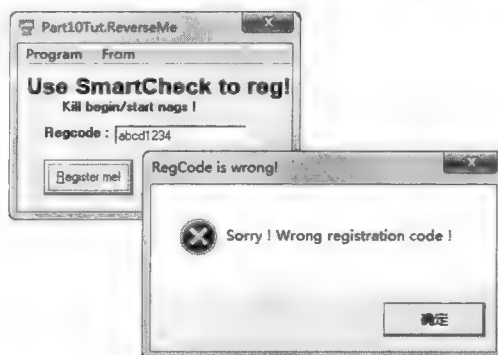 Part10Tut.ReverseMe
Program From
Use SmartCheck to reg!
Kill begin/start nags !
Regcode : abcd1234
Register me!
RegCode is wrong!
Sorry ! Wrong registration code !
确定